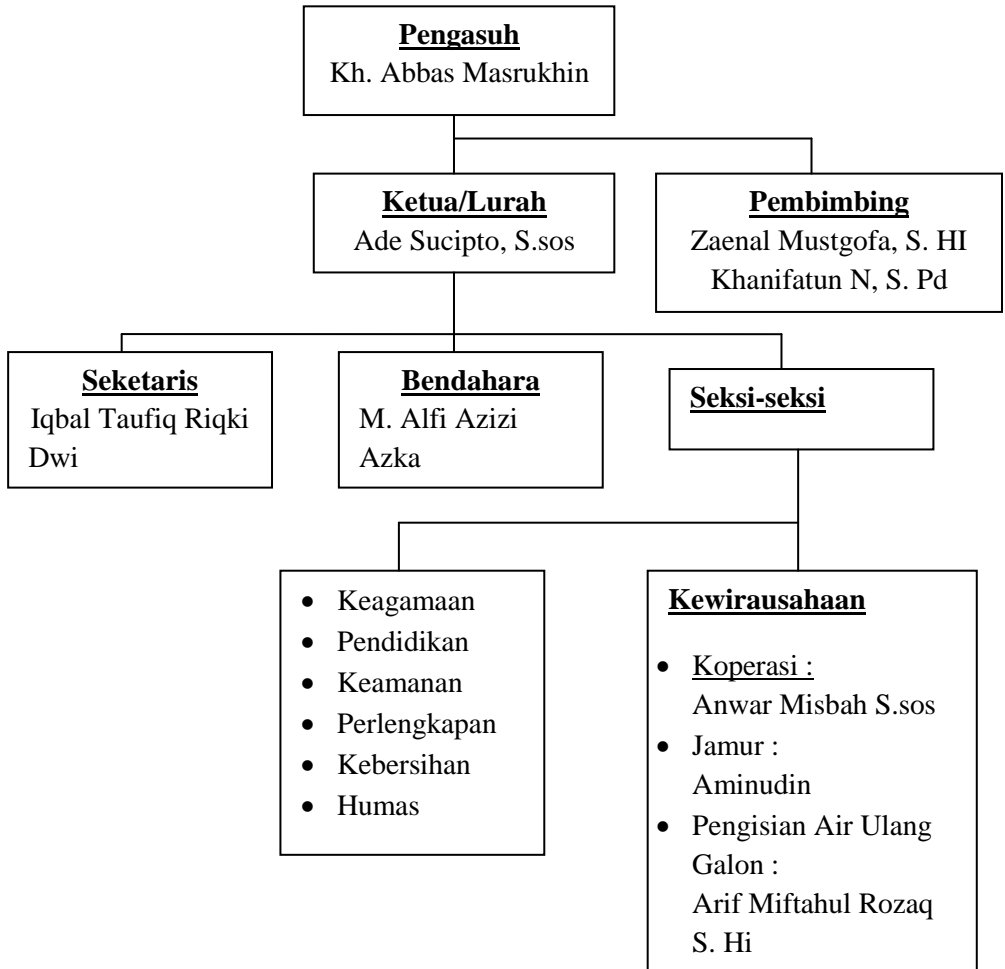 Pengasuh
Kh. Abbas Masrukhin
Ketua/Lurah
Ade Sucipto, S.sos
Pembimbing
Zaenal Mustgofa, S. HI
Khanifatun N, S. Pd
Seketaris
Iqbal Taufiq Riqki
Dwi
Bendahara
M. Alfi Azizi
Azka
Seksi-seksi
• Keagamaan
• Pendidikan
• Keamanan
• Perlengkapan
• Kebersihan
• Humas
Kewirausahaan
• Koperasi :
Anwar Misbah S.sos
• Jamur :
Aminudin
• Pengisian Air Ulang
Galon :
Arif Miftahul Rozaq
S. Hi